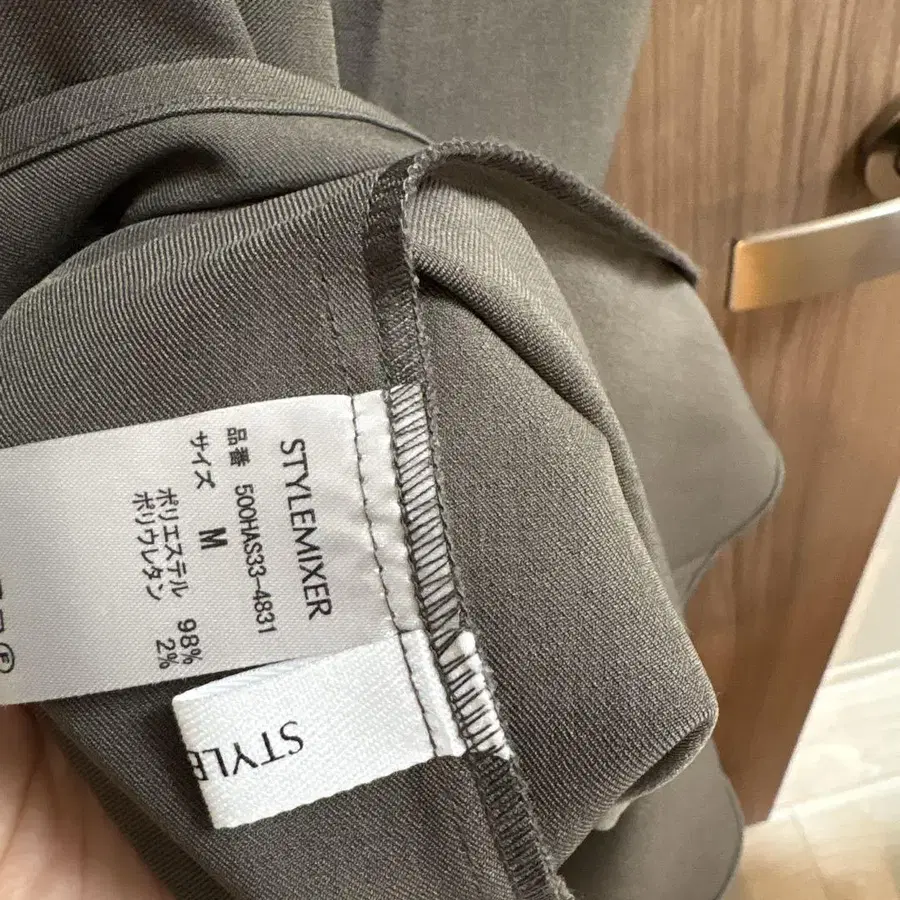 STYLEMIXER
品番 500HAS33-4831
サイズ M
ポリエステル 98%
ポリウレタン 2%
F
STYLE